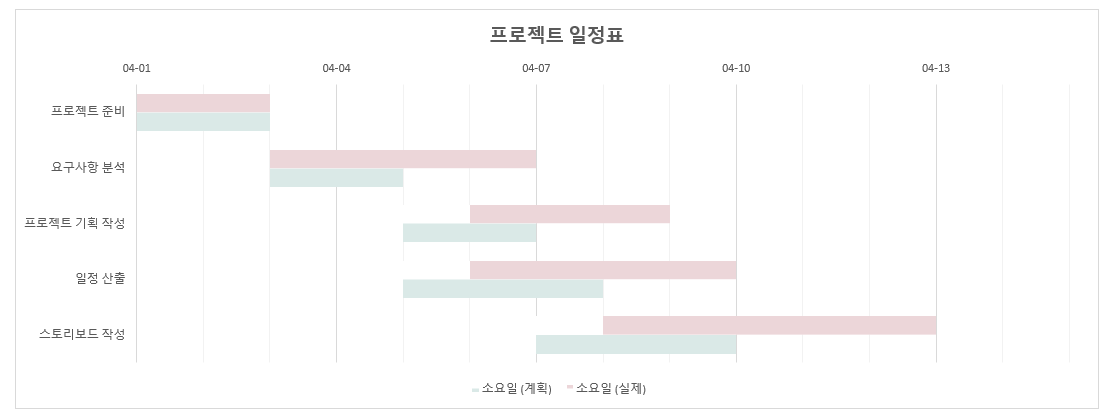 프로젝트 일정표
04-01 04-04 04-07 04-10 04-13
프로젝트 준비
요구사항 분석
프로젝트 기획 작성
일정 산출
스토리보드 작성
소요일 (계획) 소요일 (실제)